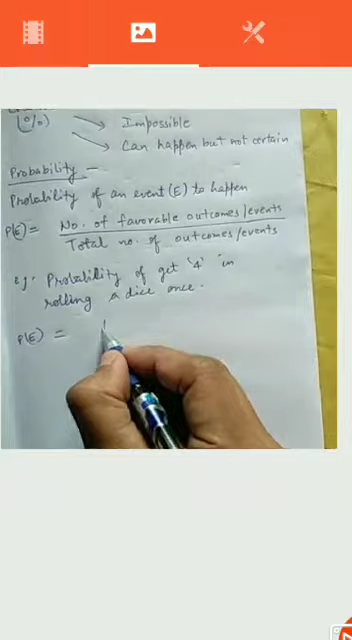 (0%)
Impossible
Can happen but not certain
Probability –
Probability of an event (E) to happen
P(E) = No. of favorable outcomes/events
Total no. of outcomes/events
Eg. Probability of get '4' in
rolling a dice once.
P(E) =